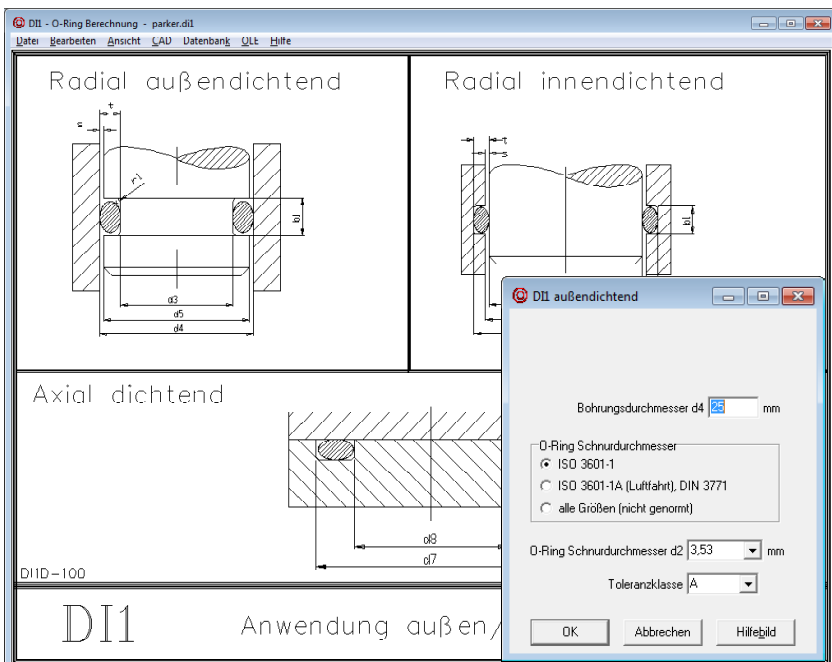 DI1 - O-Ring Berechnung - parker.di1
Datei Bearbeiten Ansicht CAD Datenbank OLE Hilfe
Radial außendichtend
Radial innendichtend
t
s
r1
b1
d3
d5
d4
t
s
b1
DI1 außendichtend
Axial dichtend
Bohrungsdurchmesser d4 25 mm
O-Ring Schnurdurchmesser
ISO 3601-1
ISO 3601-1A (Luftfahrt), DIN 3771
alle Größen (nicht genormt)
d8
d7
O-Ring Schnurdurchmesser d2 3,53 mm
Toleranzklasse A
DI1D-100
DI1
Anwendung außen/
OK Abbrechen Hilfebild